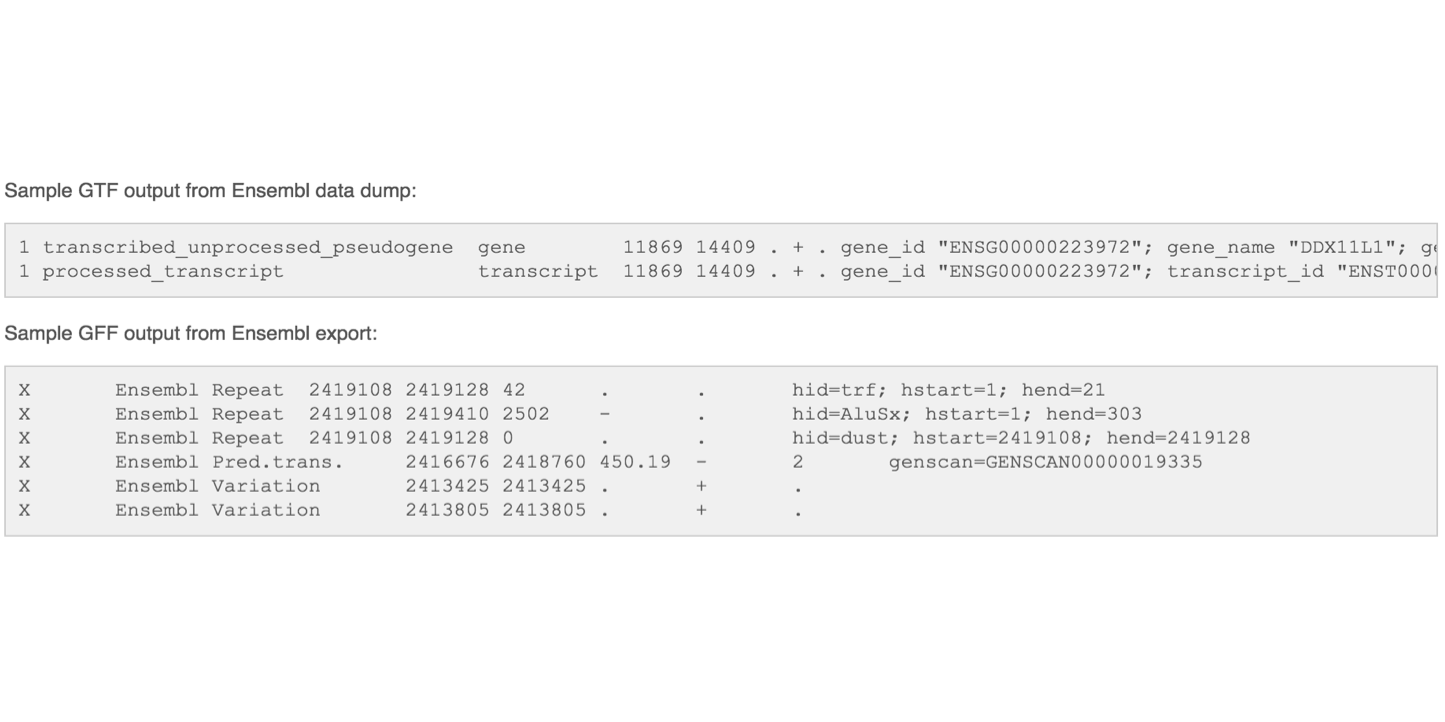 Sample GTF output from Ensembl data dump:
1 transcribed_unprocessed_pseudogene gene 11869 14409 . + . gene_id "ENSG00000223972"; gene_name "DDX11L1";
1 processed_transcript transcript 11869 14409 . + . gene_id "ENSG00000223972"; transcript_id
Sample GFF output from Ensembl export:
X Ensembl Repeat 2419108 2419128 42 . . hid=trf; hstart=1; hend=21
X Ensembl Repeat 2419108 2419410 2502 - . hid=AluSx; hstart=1; hend=303
X Ensembl Repeat 2419108 2419128 0 . . hid=dust; hstart=2419108; hend=2419128
X Ensembl Pred.trans. 2416676 2418760 450.19 - 2 genscan=GENSCAN00000019335
X Ensembl Variation 2413425 2413425 . + .
X Ensembl Variation 2413805 2413805 . + .